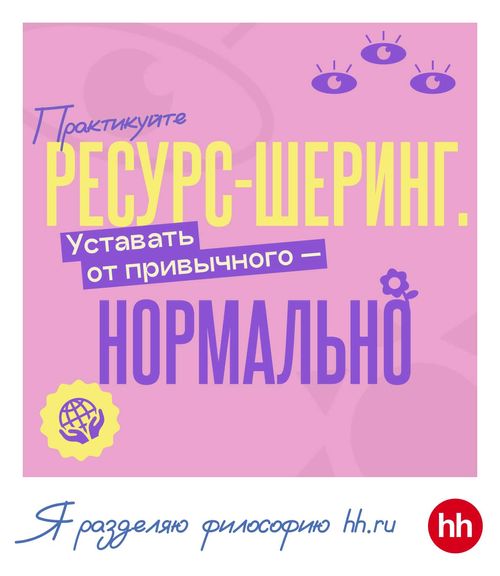 Практикуйте
РЕСУРС-ШЕРИНГ.
Уставать
от привычного —
НОРМАЛЬНО
Я разделяю философию hh.ru
hh